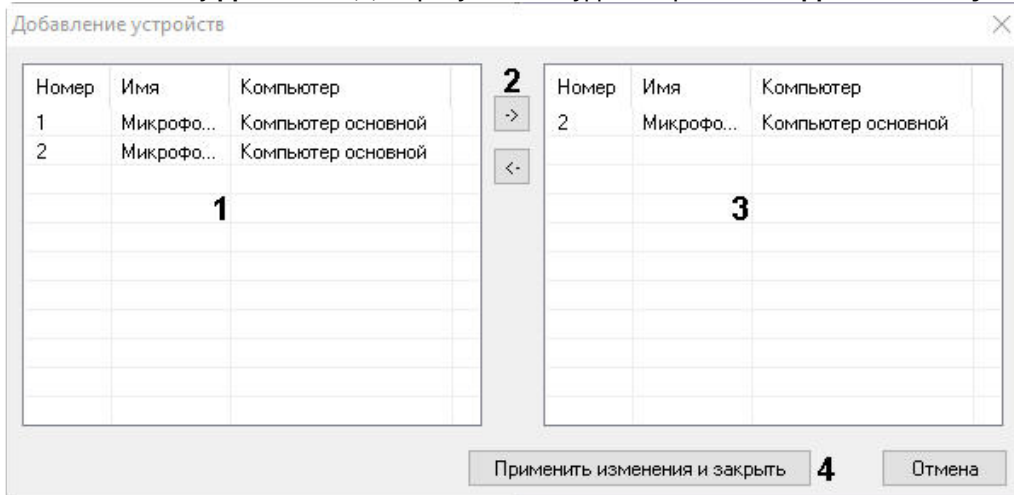 Добавление устройств
Номер Имя Компьютер
1 Микрофо... Компьютер основной
2 Микрофо... Компьютер основной
1
2
->
<-
Номер Имя Компьютер
2 Микрофо... Компьютер основной
3
Применить изменения и закрыть 4 Отмена